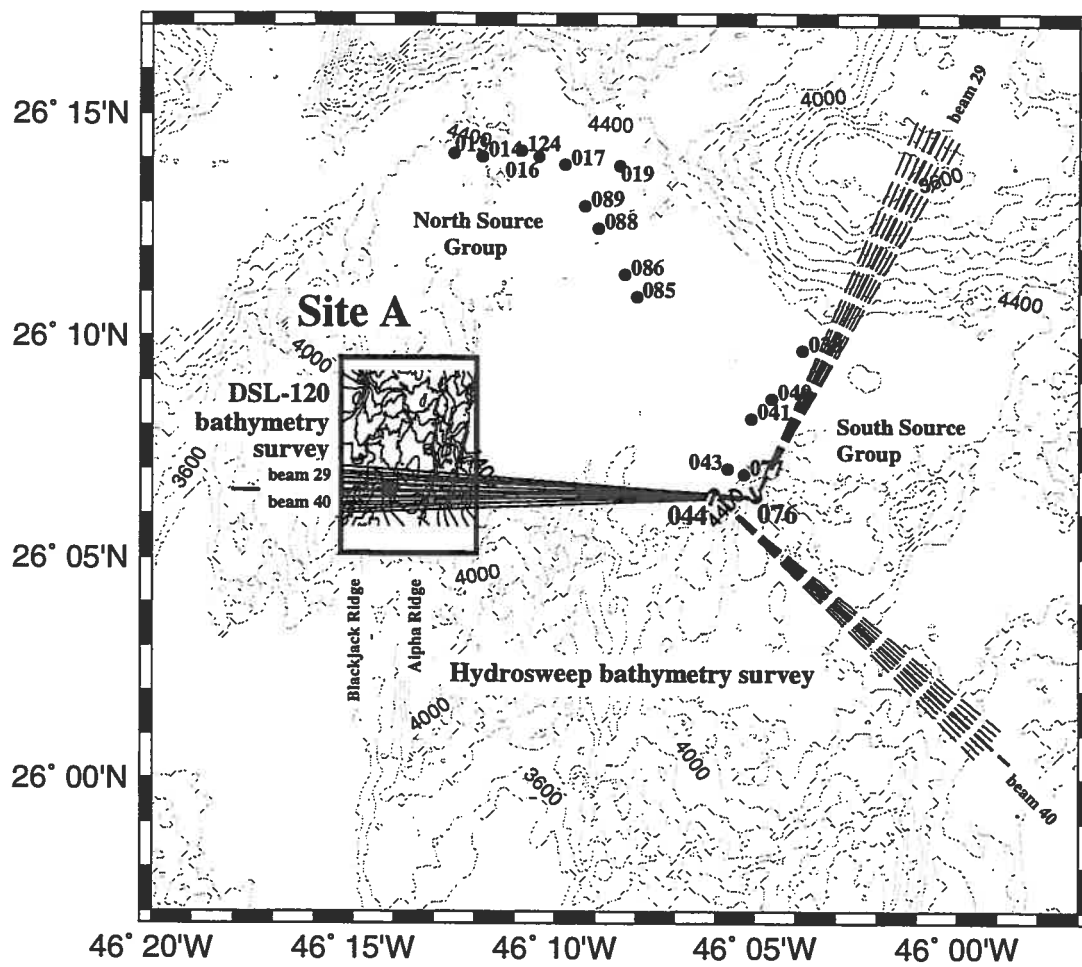 beam 29
4000
26° 15'N
4400
4400
014
124
016
017
019
3600
089
North Source
Group
088
086
085
4400
Site A
26° 10'N
4000
DSL-120
bathymetry
survey
040
041
South Source
Group
3600
043
beam 29
beam 40
044
4400
076
26° 05'N
4000
Blackjack Ridge
Alpha Ridge
Hydrosweep bathymetry survey
4000
4000
3600
26° 00'N
beam 40
46° 20'W
46° 15'W
46° 10'W
46° 05'W
46° 00'W